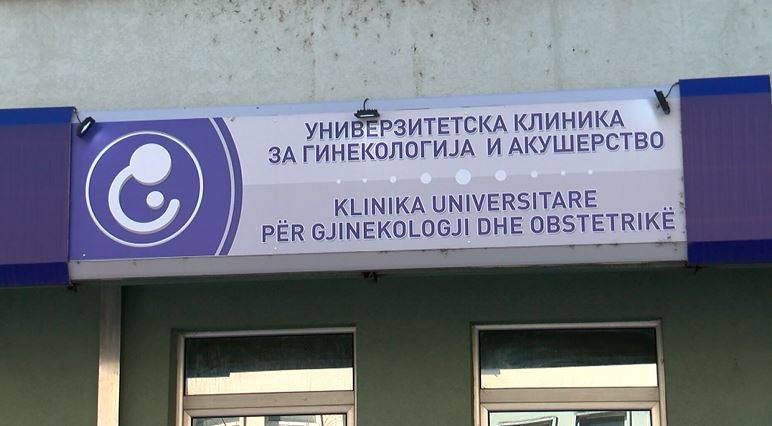 УНИВЕРЗИТЕТСКА КЛИНИКА
ЗА ГИНЕКОЛОГИЈА И АКУШЕРСТВО
KLINIKA UNIVERSITARE
PËR GJINEKOLOGJI DHE OBSTETRIKË